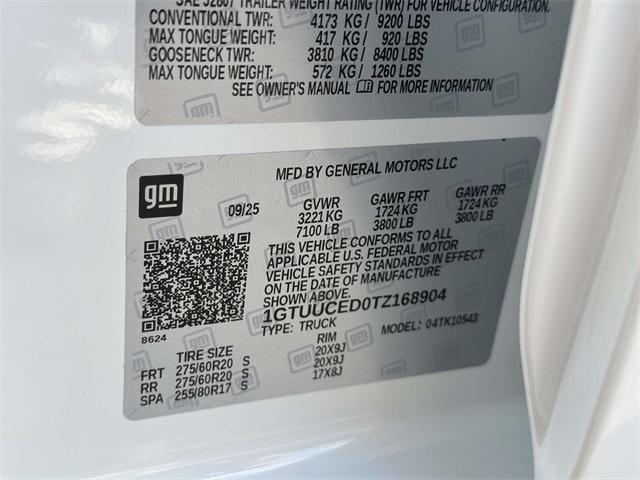 SAE J2807 TRAILER WEIGHT RATING (TWR) FOR VEHICLE CONFIGURATION.
CONVENTIONAL TWR: 4173 KG / 9200 LBS
MAX TONGUE WEIGHT: 417 KG / 920 LBS
GOOSENECK TWR: 3810 KG / 8400 LBS
MAX TONGUE WEIGHT: 572 KG / 1260 LBS
SEE OWNER'S MANUAL FOR MORE INFORMATION
gm
MFD BY GENERAL MOTORS LLC
09/25 GVWR GAWR FRT GAWR RR
3221 KG 1724 KG 1724 KG
7100 LB 3800 LB 3800 LB
THIS VEHICLE CONFORMS TO ALL
APPLICABLE U.S. FEDERAL MOTOR
VEHICLE SAFETY STANDARDS IN EFFECT
ON THE DATE OF MANUFACTURE
SHOWN ABOVE.
1GTUUCED0TZ168904
TYPE: TRUCK MODEL: 04TK10543
8624
TIRE SIZE RIM
FRT 275/60R20 S 20X9J
RR 275/60R20 S 20X9J
SPA 255/80R17 S 17X8J